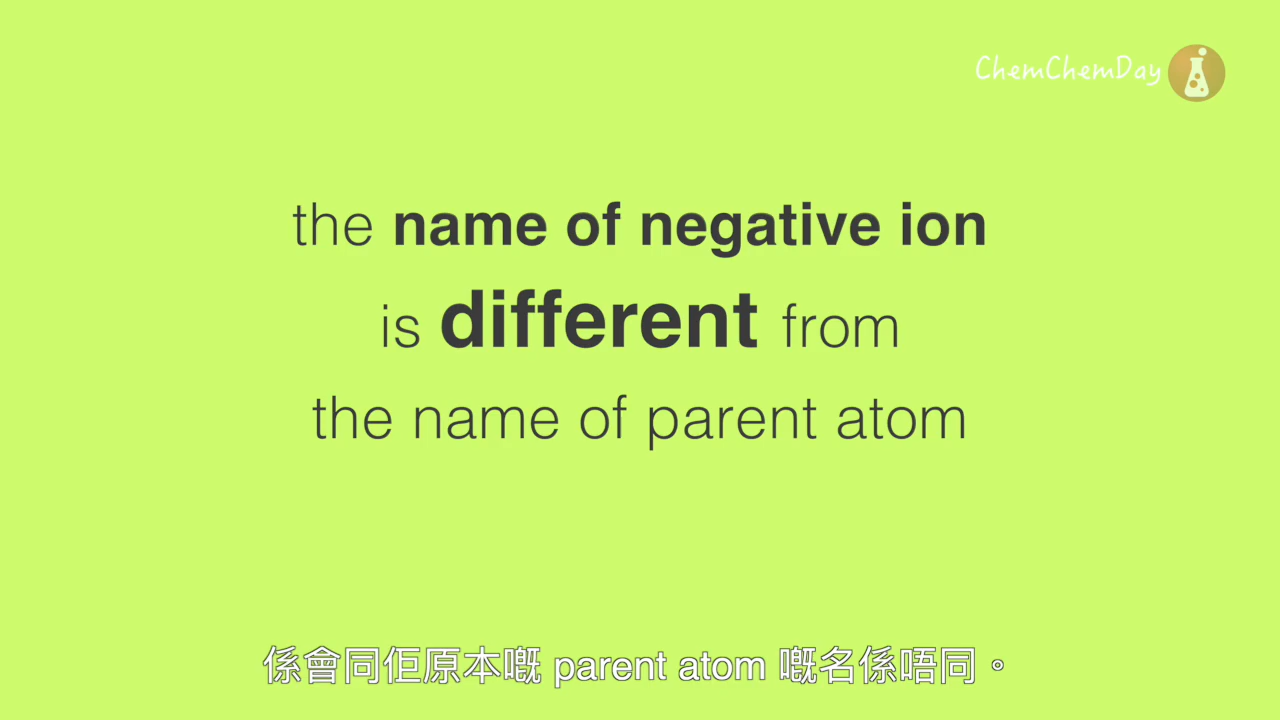 ChemChemDay
the name of negative ion
is different from
the name of parent atom
係會同佢原本嘅 parent atom 嘅名係唔同。